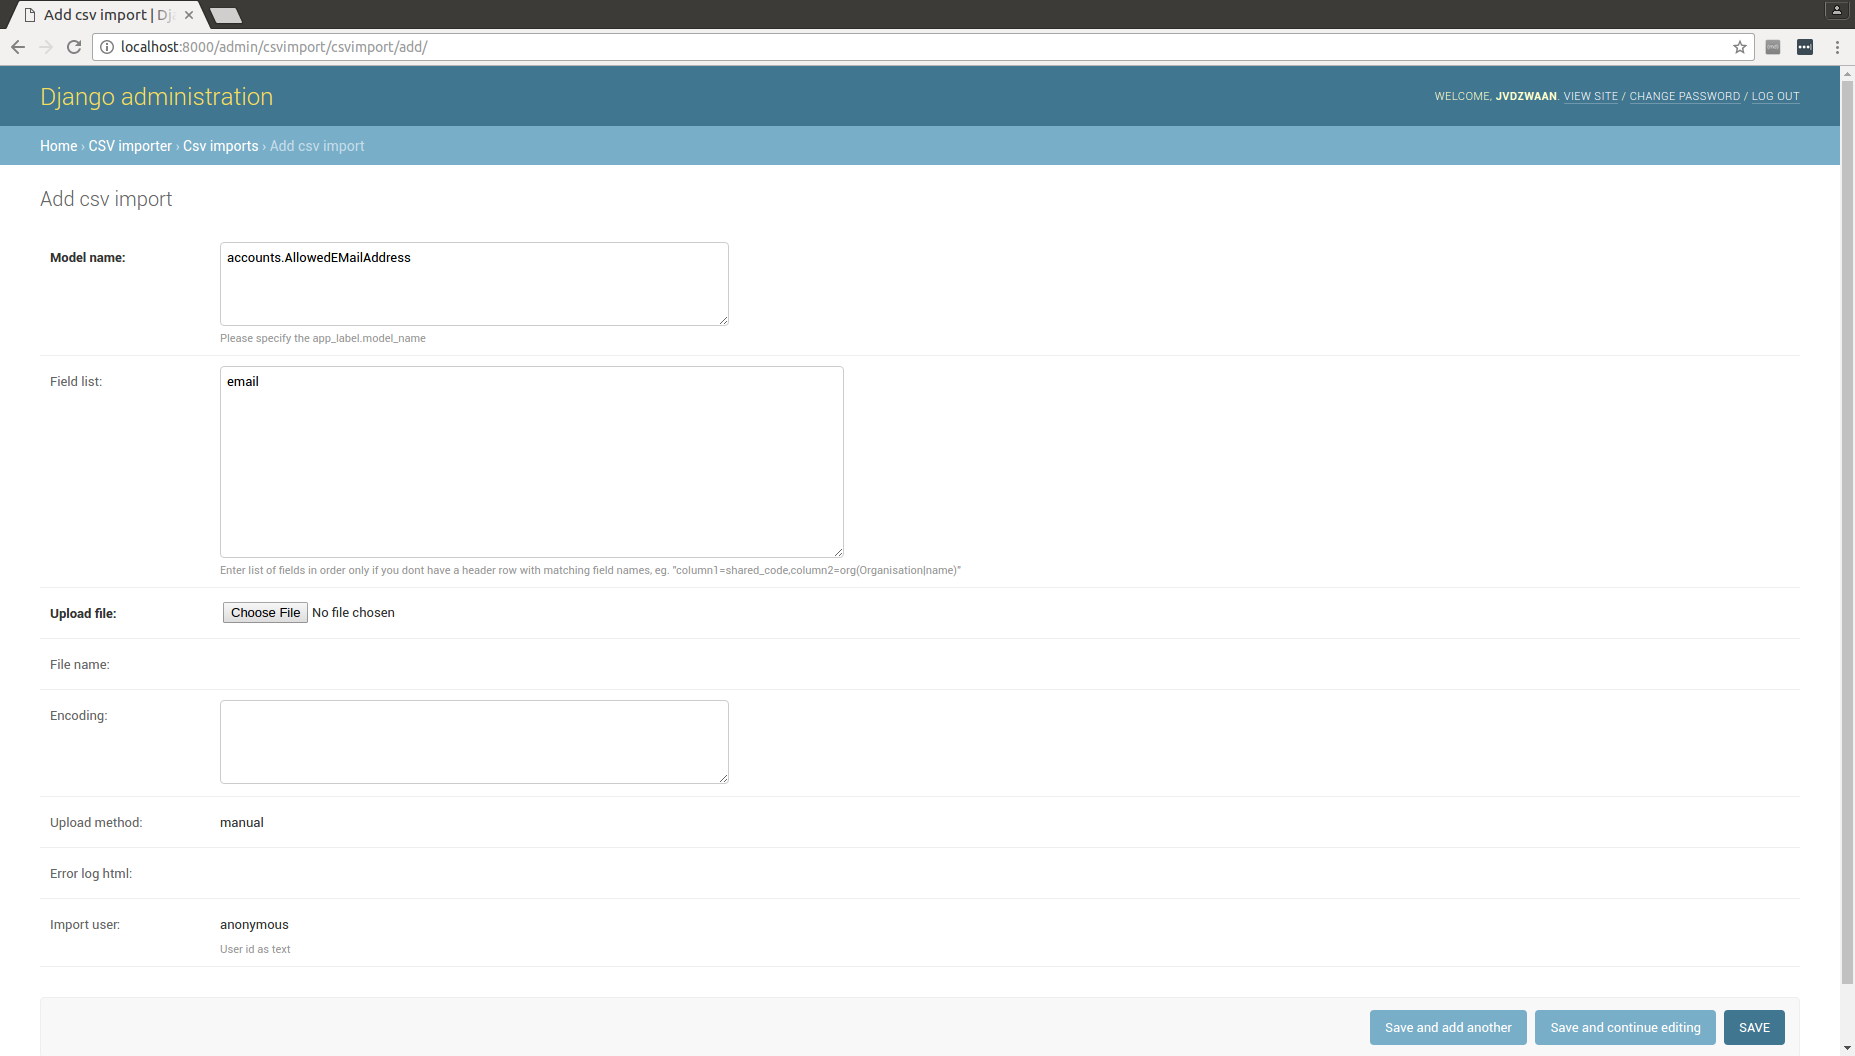 Add csv import | Dj
localhost:8000/admin/csvimport/csvimport/add/
Django administration
WELCOME, JVDZWAAN. VIEW SITE / CHANGE PASSWORD / LOG OUT
Home › CSV importer › Csv imports › Add csv import
Add csv import
Model name:
accounts.AllowedEMailAddress
Please specify the app_label.model_name
Field list:
email
Enter list of fields in order only if you dont have a header row with matching field names, eg. "column1=shared_code,column2=org(Organisation|name)"
Upload file:
Choose File No file chosen
File name:
Encoding:
Upload method:
manual
Error log html:
Import user:
anonymous
User id as text
Save and add another
Save and continue editing
SAVE